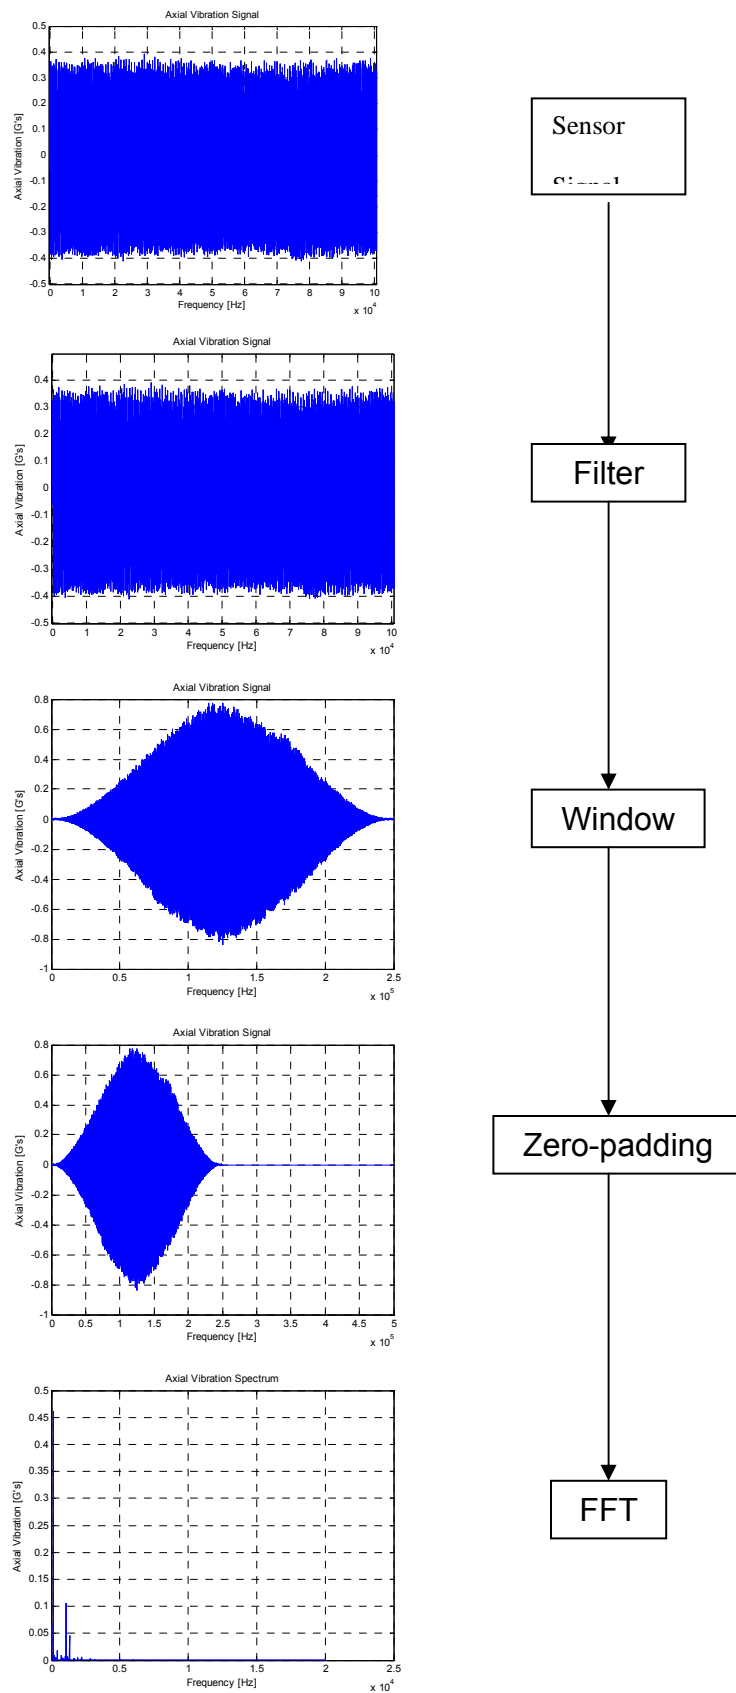 Axial Vibration Signal
0.5
0.4
0.3
0.2
0.1
0
-0.1
-0.2
-0.3
-0.4
-0.5
Axial Vibration [G's]
0 1 2 3 4 5 6 7 8 9 10
Frequency [Hz]
x 10^4
Sensor
Axial Vibration Signal
0.4
0.3
0.2
0.1
0
-0.1
-0.2
-0.3
-0.4
-0.5
Axial Vibration [G's]
0 1 2 3 4 5 6 7 8 9 10
Frequency [Hz]
x 10^4
Filter
Axial Vibration Signal
0.8
0.6
0.4
0.2
0
-0.2
-0.4
-0.6
-0.8
-1
Axial Vibration [G's]
0 0.5 1 1.5 2 2.5
Frequency [Hz]
x 10^5
Window
Axial Vibration Signal
0.8
0.6
0.4
0.2
0
-0.2
-0.4
-0.6
-0.8
-1
Axial Vibration [G's]
0 0.5 1 1.5 2 2.5 3 3.5 4 4.5 5
Frequency [Hz]
x 10^5
Zero-padding
Axial Vibration Spectrum
0.5
0.45
0.4
0.35
0.3
0.25
0.2
0.15
0.1
0.05
0
Axial Vibration [G's]
0 0.5 1 1.5 2 2.5
Frequency [Hz]
x 10^4
FFT